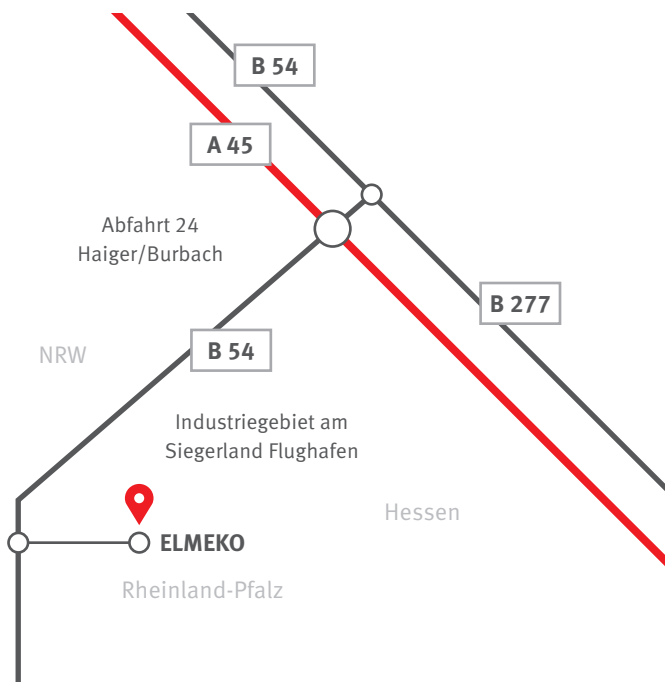 B 54
A 45
Abfahrt 24
Haiger/Burbach
B 277
B 54
NRW
Industriegebiet am
Siegerland Flughafen
Hessen
ELMEKO
Rheinland-Pfalz